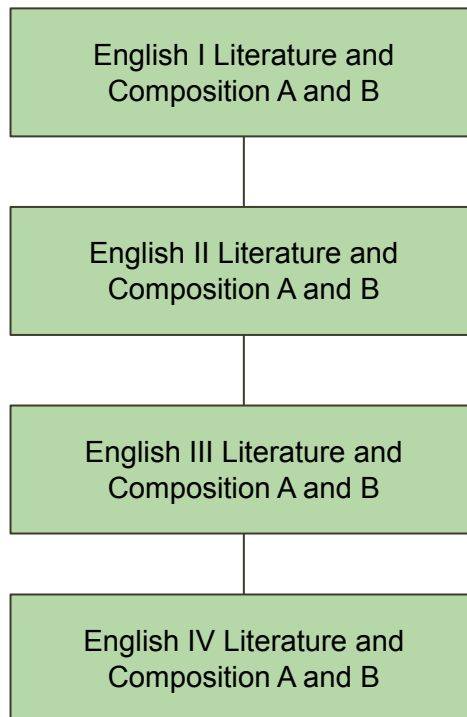 English I Literature and
Composition A and B
English II Literature and
Composition A and B
English III Literature and
Composition A and B
English IV Literature and
Composition A and B